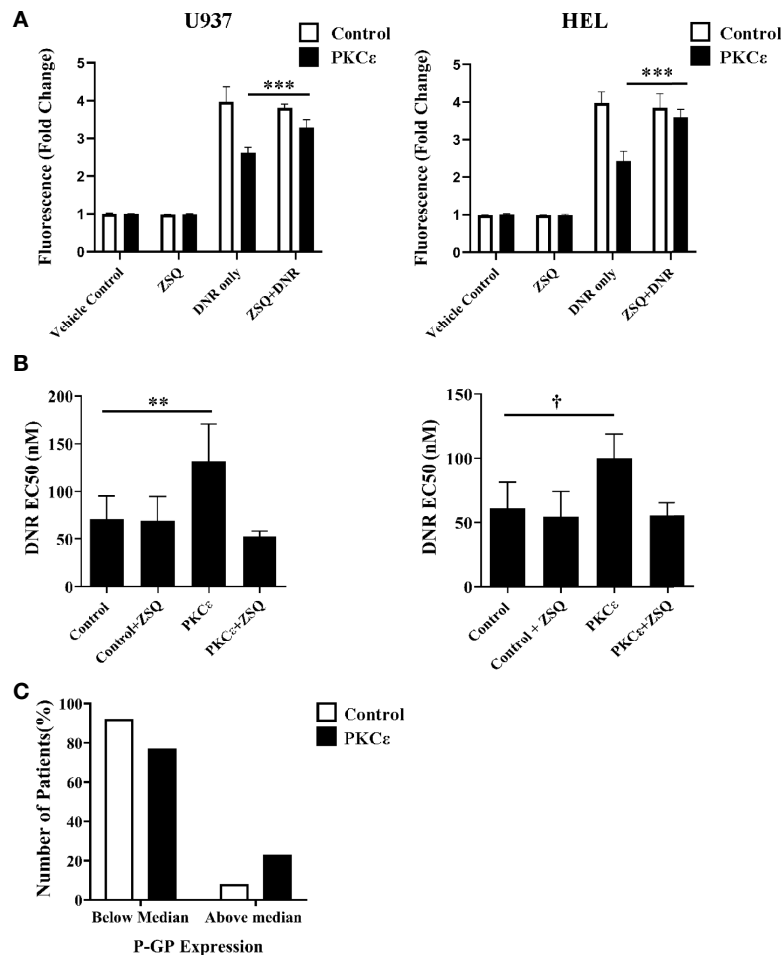 A
U937
Control
PKCε
Fluorescence (Fold Change)
5
4
3
2
1
0
***
Vehicle Control
ZSQ
DNR only
ZSQ+DNR
HEL
Control
PKCε
Fluorescence (Fold Change)
5
4
3
2
1
0
***
Vehicle Control
ZSQ
DNR only
ZSQ+DNR
B
DNR EC50 (nM)
200
150
100
50
0
**
Control
Control+ZSQ
PKCε
PKCε+ZSQ
DNR EC50 (nM)
150
100
50
0
†
Control
Control + ZSQ
PKCε
PKCε+ZSQ
C
Number of Patients(%)
100
80
60
40
20
0
Control
PKCε
Below Median
Above median
P-GP Expression